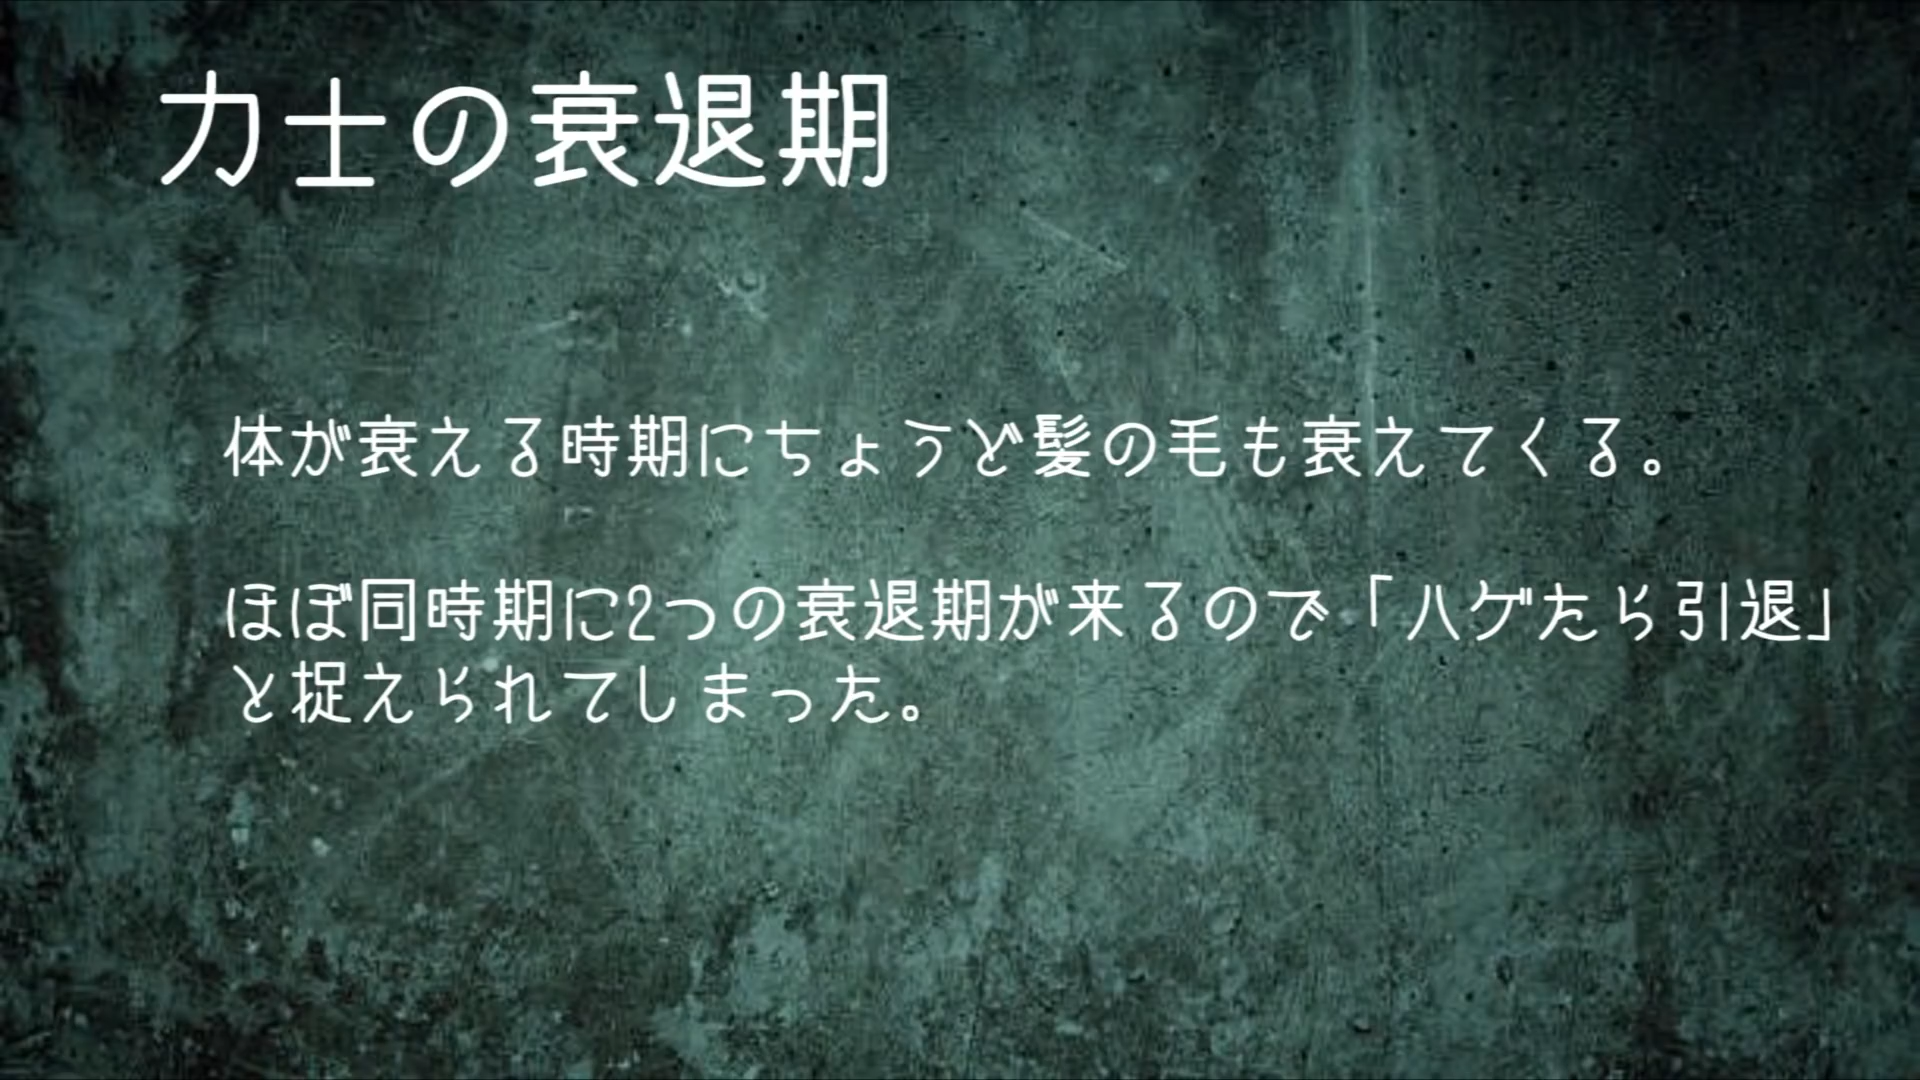 力士の衰退期
体が衰える時期にちょうど髪の毛も衰えてくる。
ほぼ同時期に2つの衰退期が来るので「ハゲたら引退」
と捉えられてしまった。